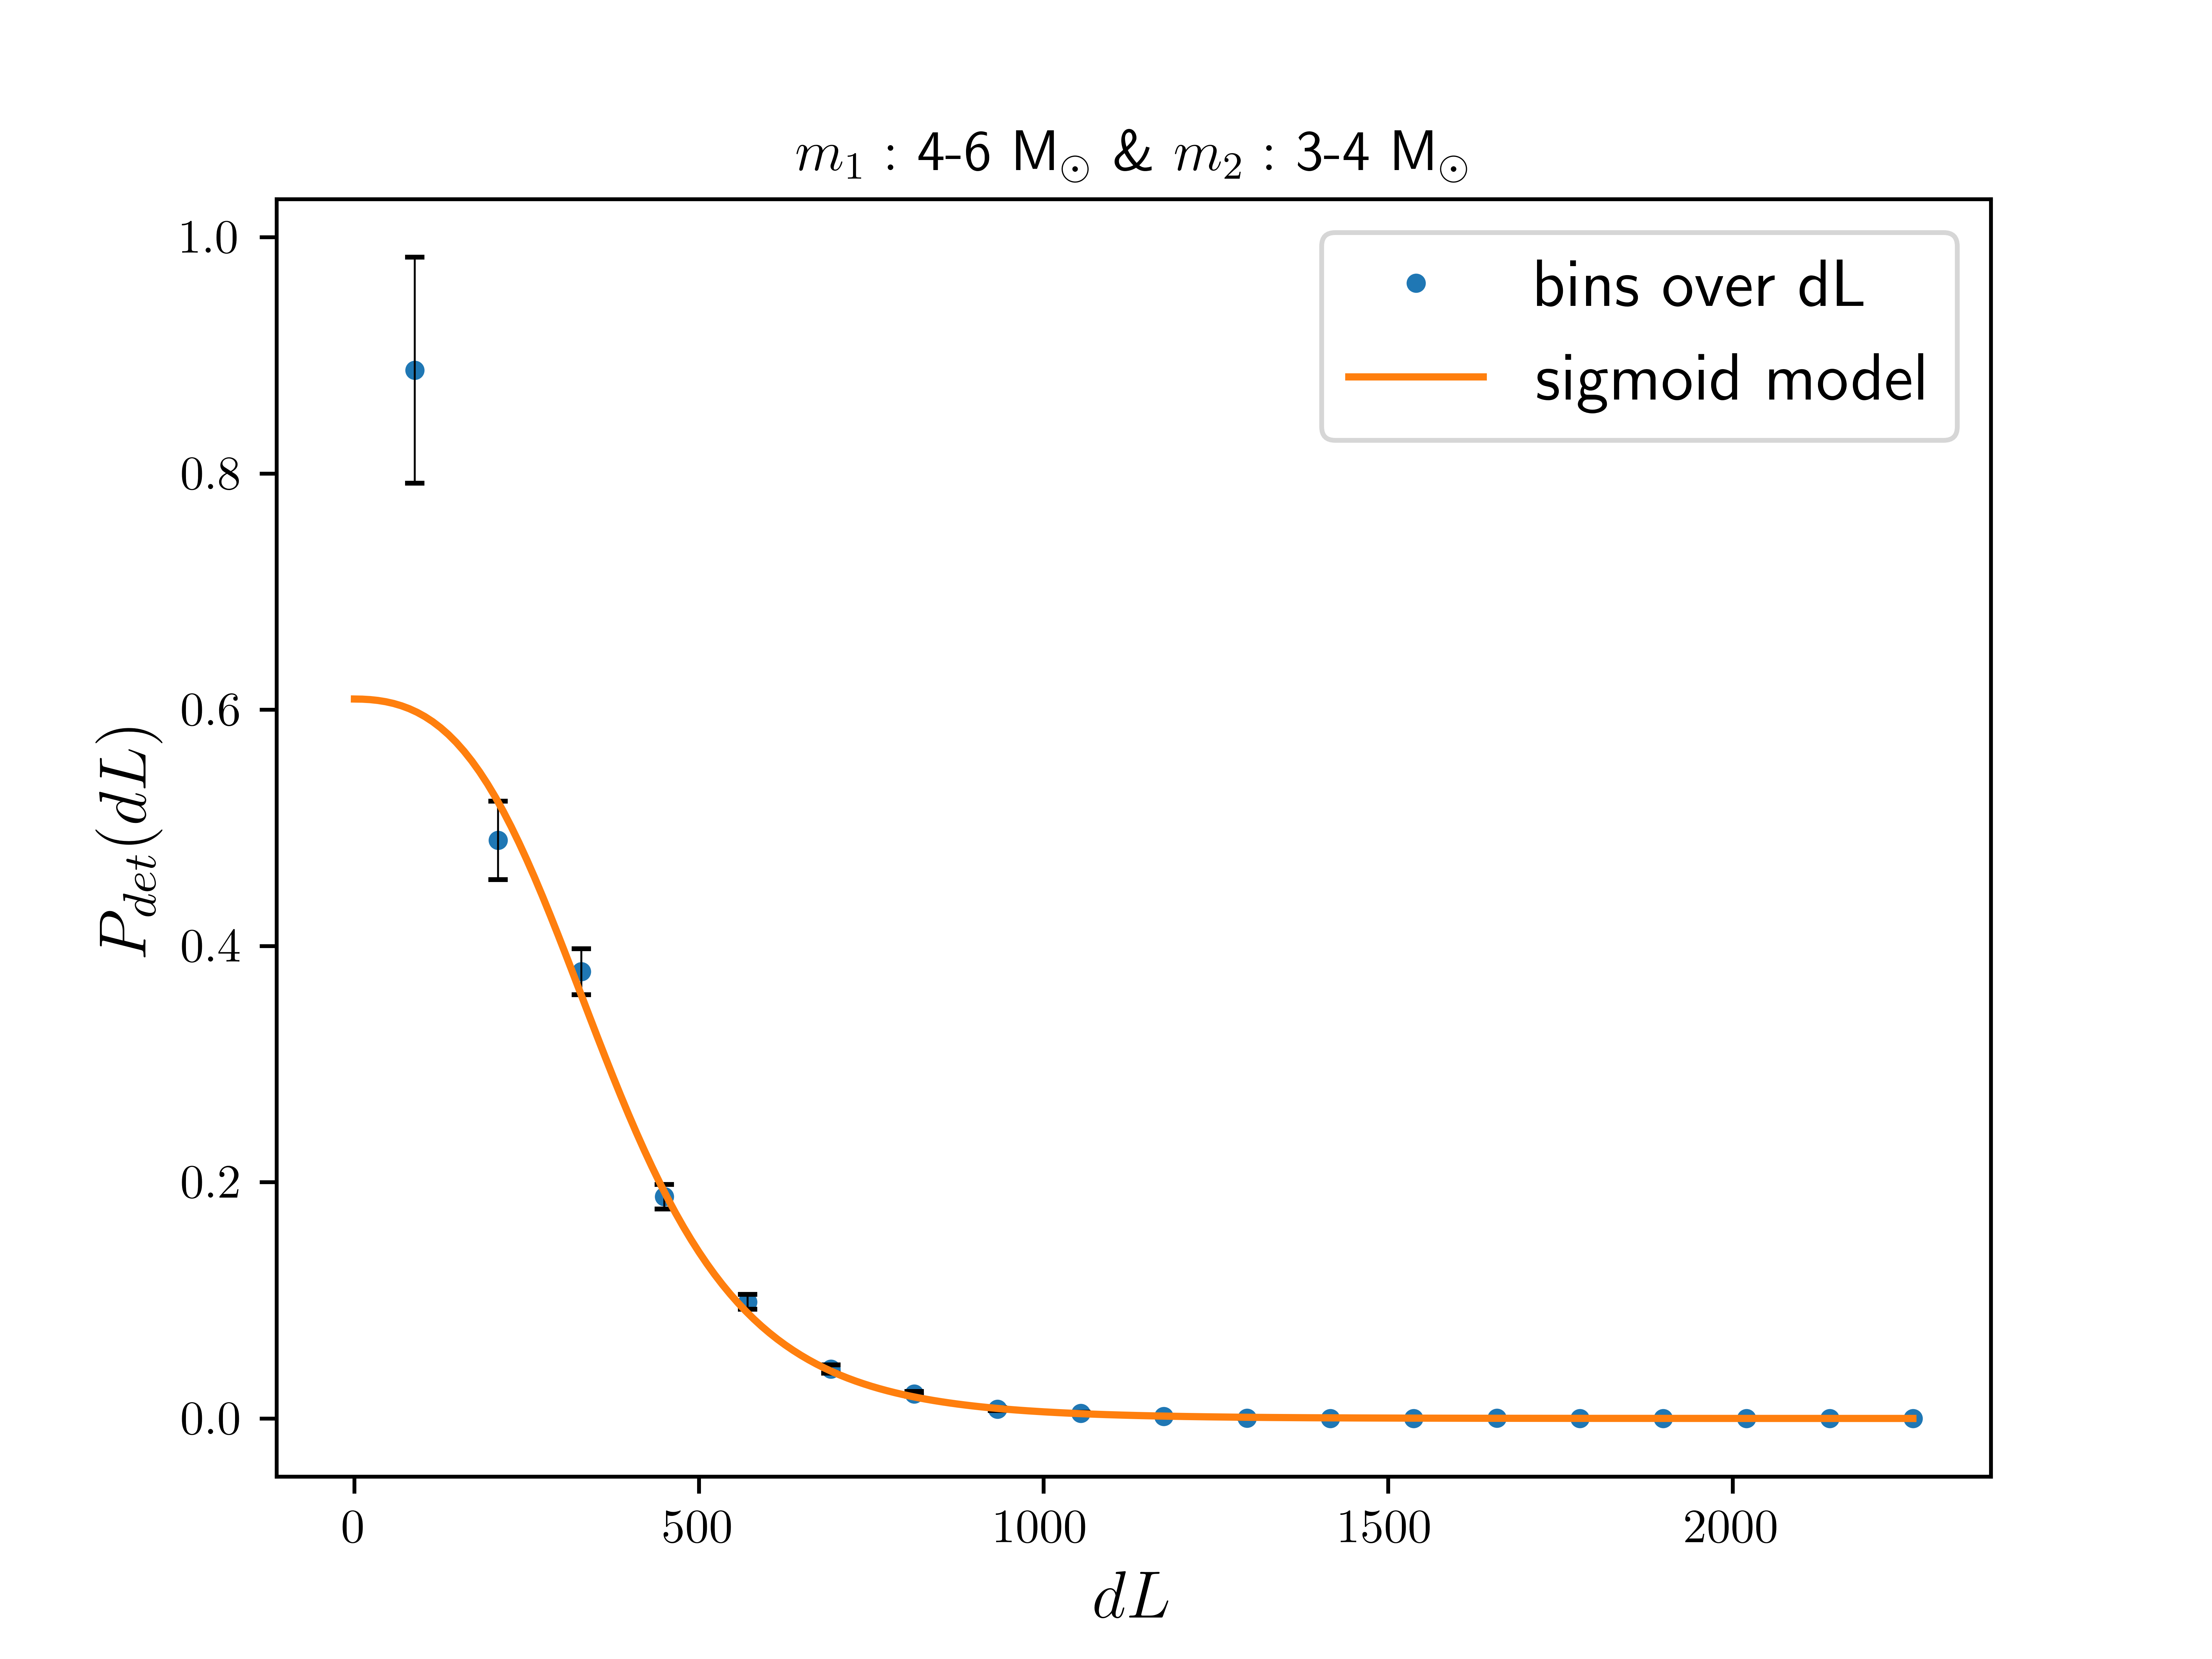 m₁ : 4-6 M⊙ & m₂ : 3-4 M⊙
bins over dL
sigmoid model
P_det(dL)
1.0
0.8
0.6
0.4
0.2
0.0
0 500 1000 1500 2000
dL